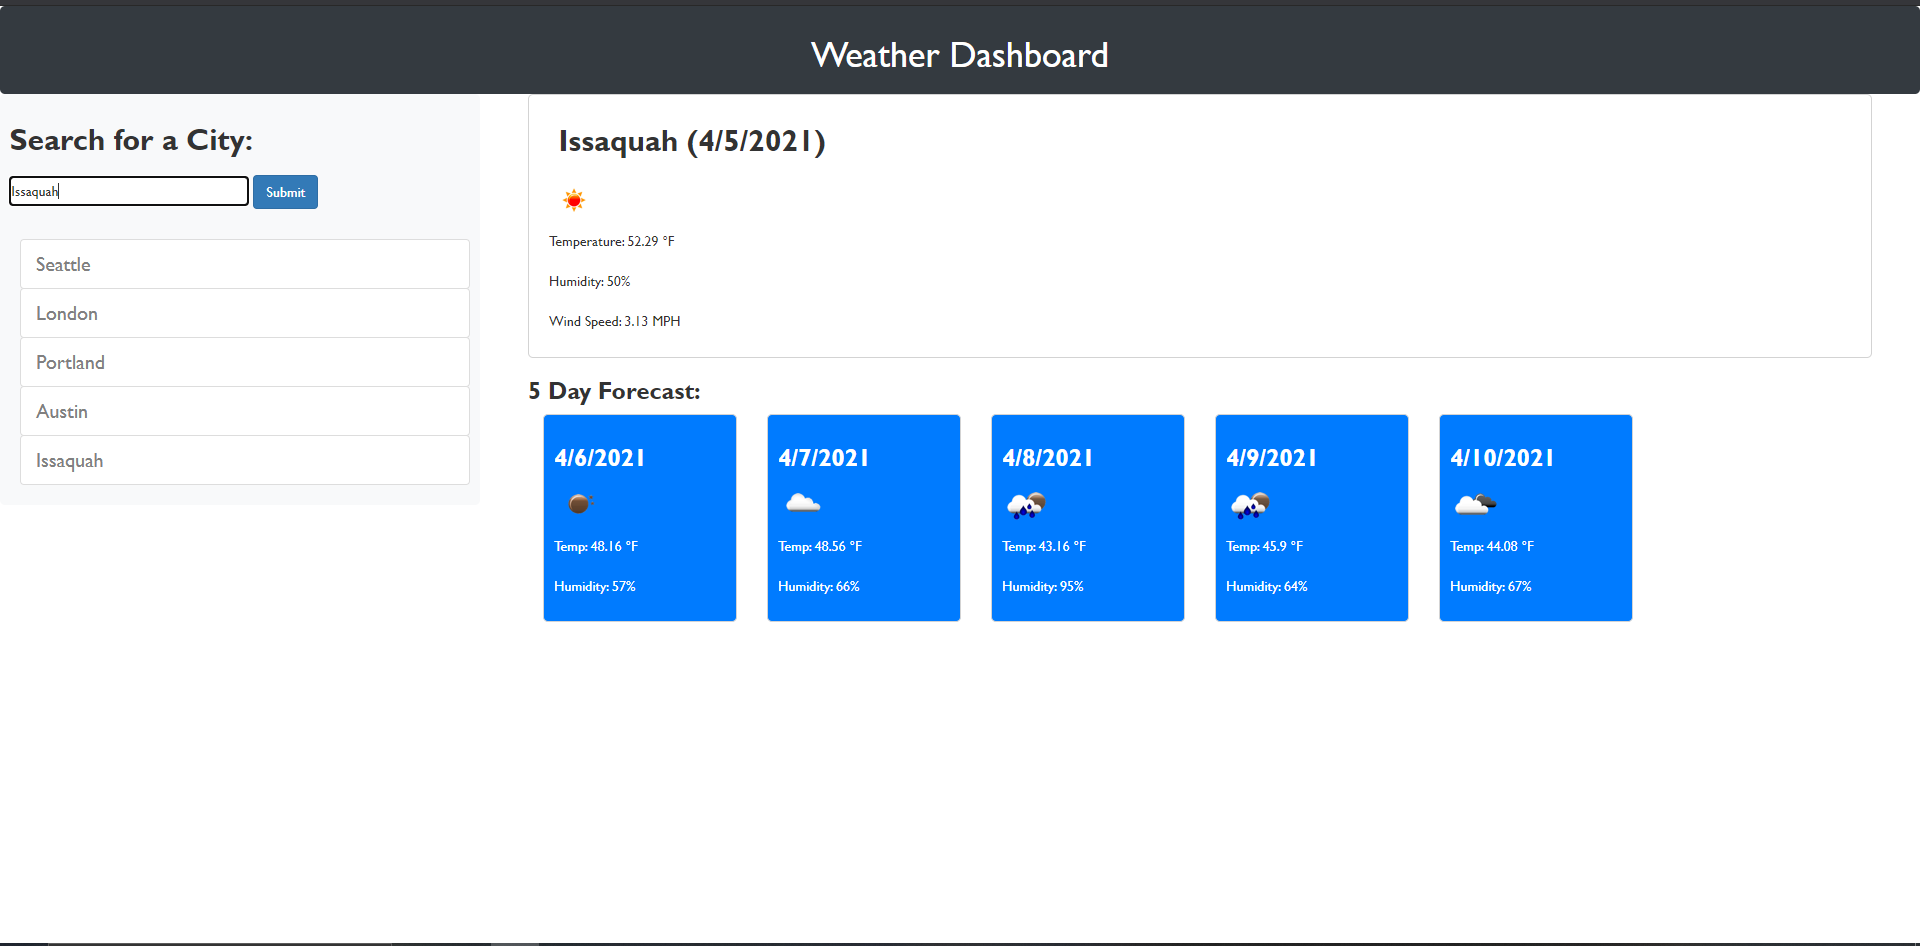 Weather Dashboard
Search for a City:
Issaquah
Submit
Seattle
London
Portland
Austin
Issaquah
Issaquah (4/5/2021)
Temperature: 52.29 °F
Humidity: 50%
Wind Speed: 3.13 MPH
5 Day Forecast:
4/6/2021
Temp: 48.16 °F
Humidity: 57%
4/7/2021
Temp: 48.56 °F
Humidity: 66%
4/8/2021
Temp: 43.16 °F
Humidity: 95%
4/9/2021
Temp: 45.9 °F
Humidity: 64%
4/10/2021
Temp: 44.08 °F
Humidity: 67%